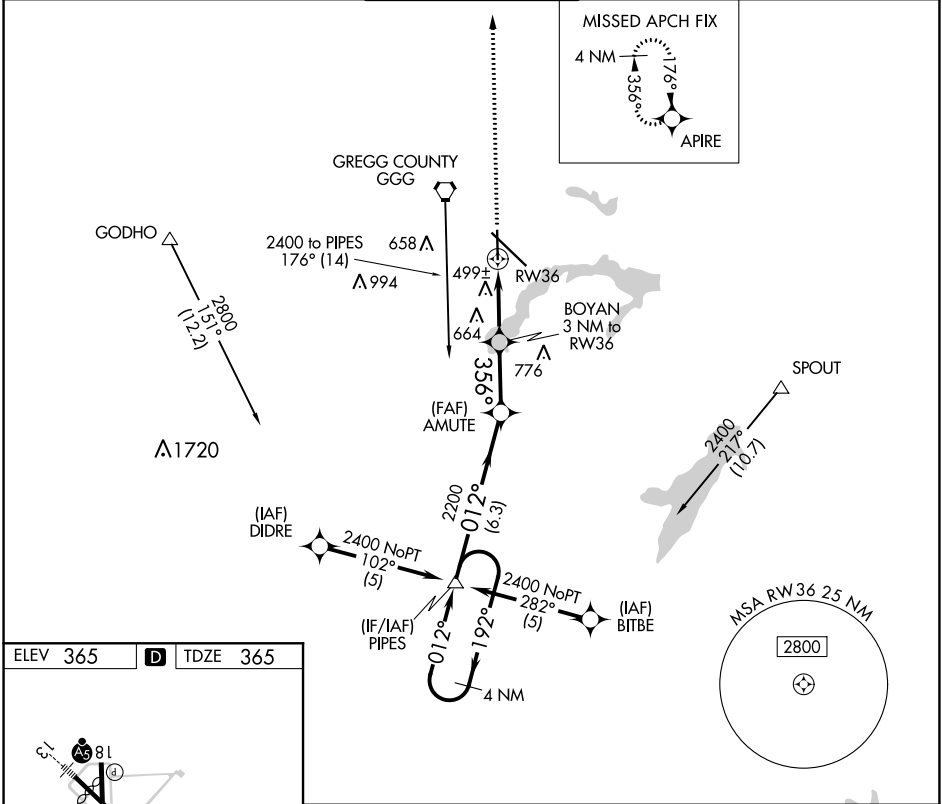 MISSED APCH FIX
4 NM
176°
356°
APIRE
GREGG COUNTY
GGG
GODHO
2400 to PIPES
176° (14)
658
994
499±
RW36
664
BOYAN
3 NM to
RW36
776
2800
151°
(12.2)
356°
SPOUT
(FAF)
AMUTE
2400
217°
(10.7)
1720
2200
012°
(6.3)
(IAF)
DIDRE
2400 NoPT
102°
(5)
2400 NoPT
282°
(5)
(IAF)
BITBE
(IF/IAF)
PIPES
012°
192°
4 NM
MSA RW36 25 NM
2800
ELEV 365 D TDZE 365
13
A5
18
P